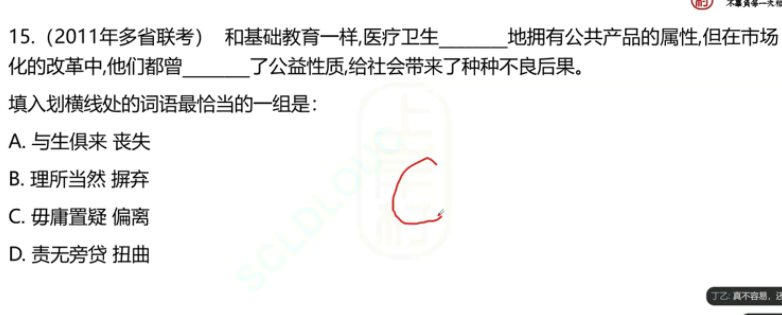 15.（2011年多省联考） 和基础教育一样,医疗卫生_______地拥有公共产品的属性,但在市场
化的改革中,他们都曾_______了公益性质,给社会带来了种种不良后果。
填入划横线处的词语最恰当的一组是：
A. 与生俱来 丧失
B. 理所当然 摒弃
C. 毋庸置疑 偏离
D. 责无旁贷 扭曲
C
SCLDLOUO
丁乙: 真不容易，还